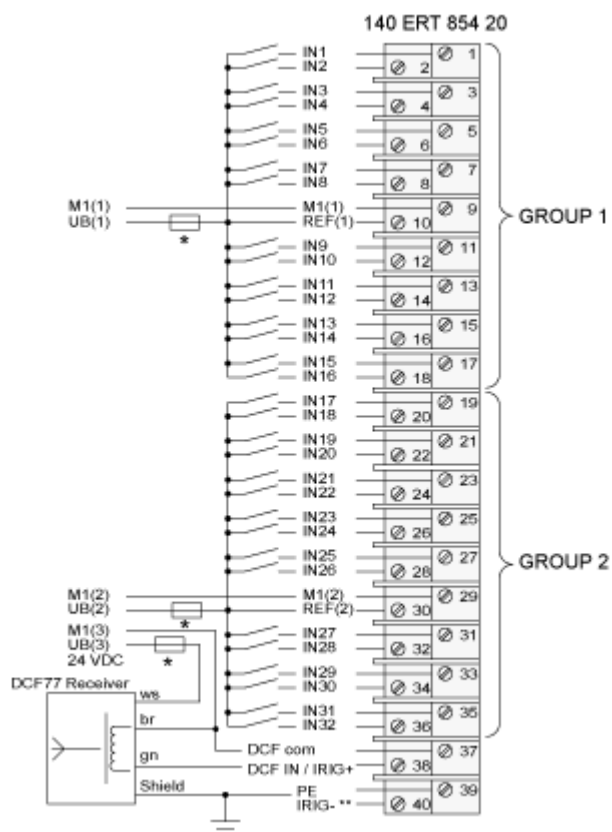 140 ERT 854 20
IN1 1
IN2 2
IN3 3
IN4 4
IN5 5
IN6 6
IN7 7
IN8 8
M1(1) M1(1) 9
UB(1) REF(1) 10
*
GROUP 1
IN9 11
IN10 12
IN11 13
IN12 14
IN13 15
IN14 16
IN15 17
IN16 18
IN17 19
IN18 20
IN19 21
IN20 22
IN21 23
IN22 24
IN23 25
IN24 26
IN25 27
IN26 28
GROUP 2
M1(2) M1(2) 29
UB(2) REF(2) 30
*
M1(3) IN27 31
UB(3) IN28 32
*
24 VDC
IN29 33
DCF77 Receiver IN30 34
ws
IN31 35
br IN32 36
DCF com 37
gn DCF IN / IRIG+ 38
Shield PE 39
IRIG- ** 40